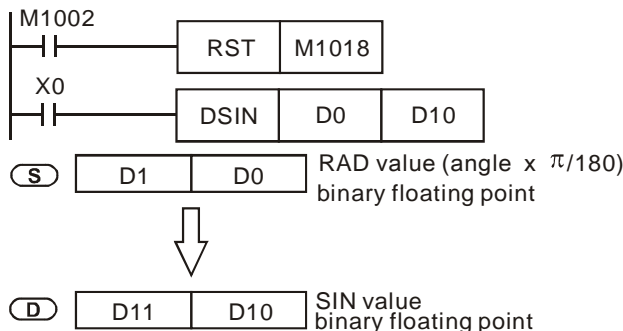 M1002
RST M1018
X0
DSIN D0 D10
S D1 D0 RAD value (angle x π/180)
binary floating point
D D11 D10 SIN value
binary floating point